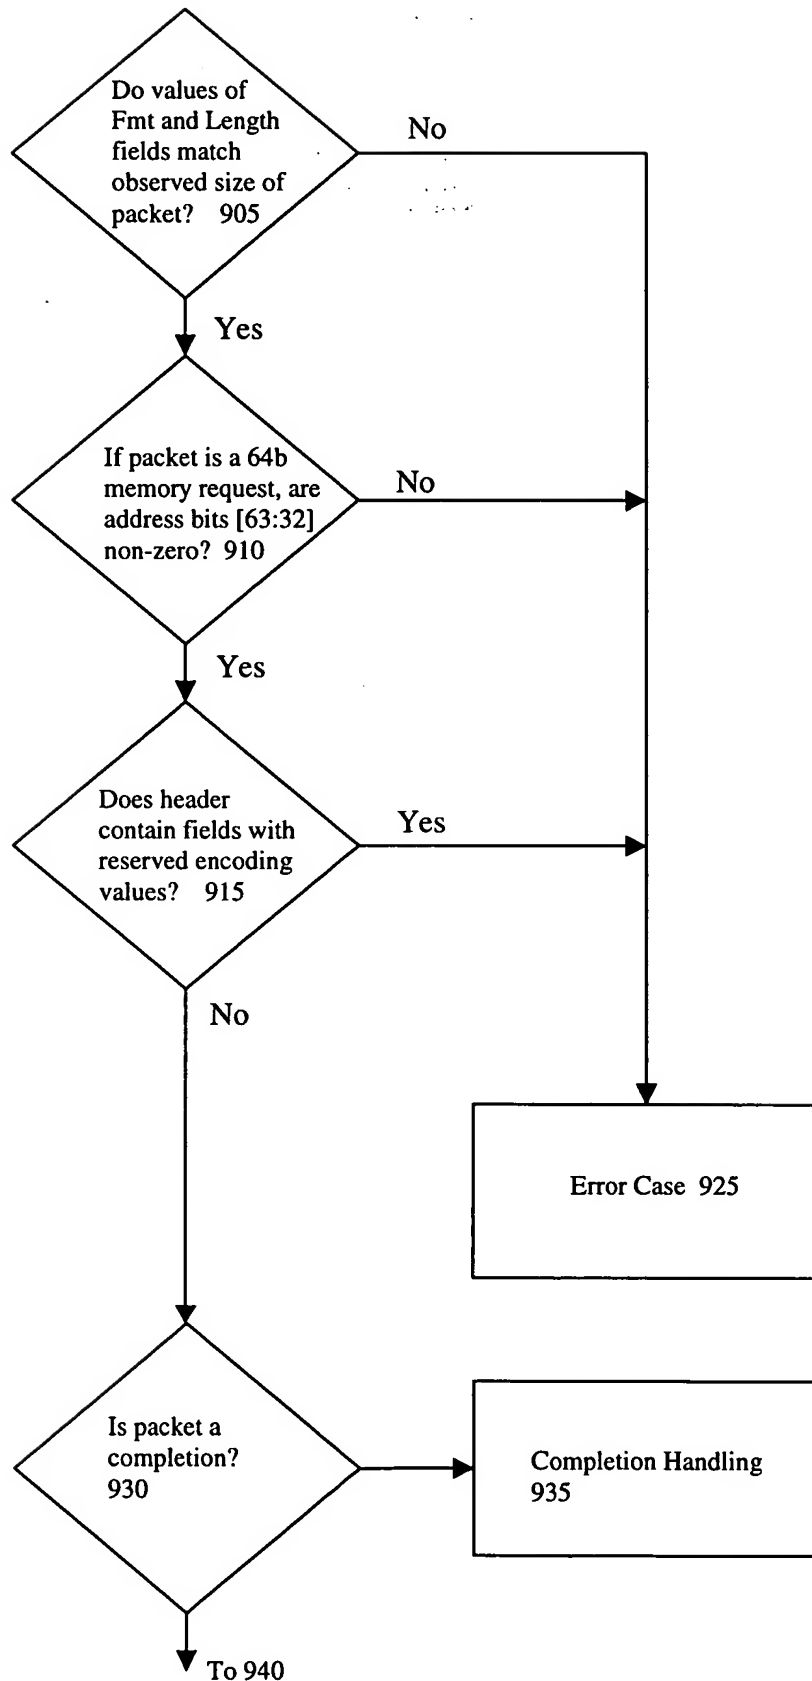 Do values of
Fmt and Length
fields match
observed size of
packet? 905
No
Yes
If packet is a 64b
memory request, are
address bits [63:32]
non-zero? 910
No
Yes
Does header
contain fields with
reserved encoding
values? 915
Yes
No
Error Case 925
Is packet a
completion?
930
Completion Handling
935
To 940